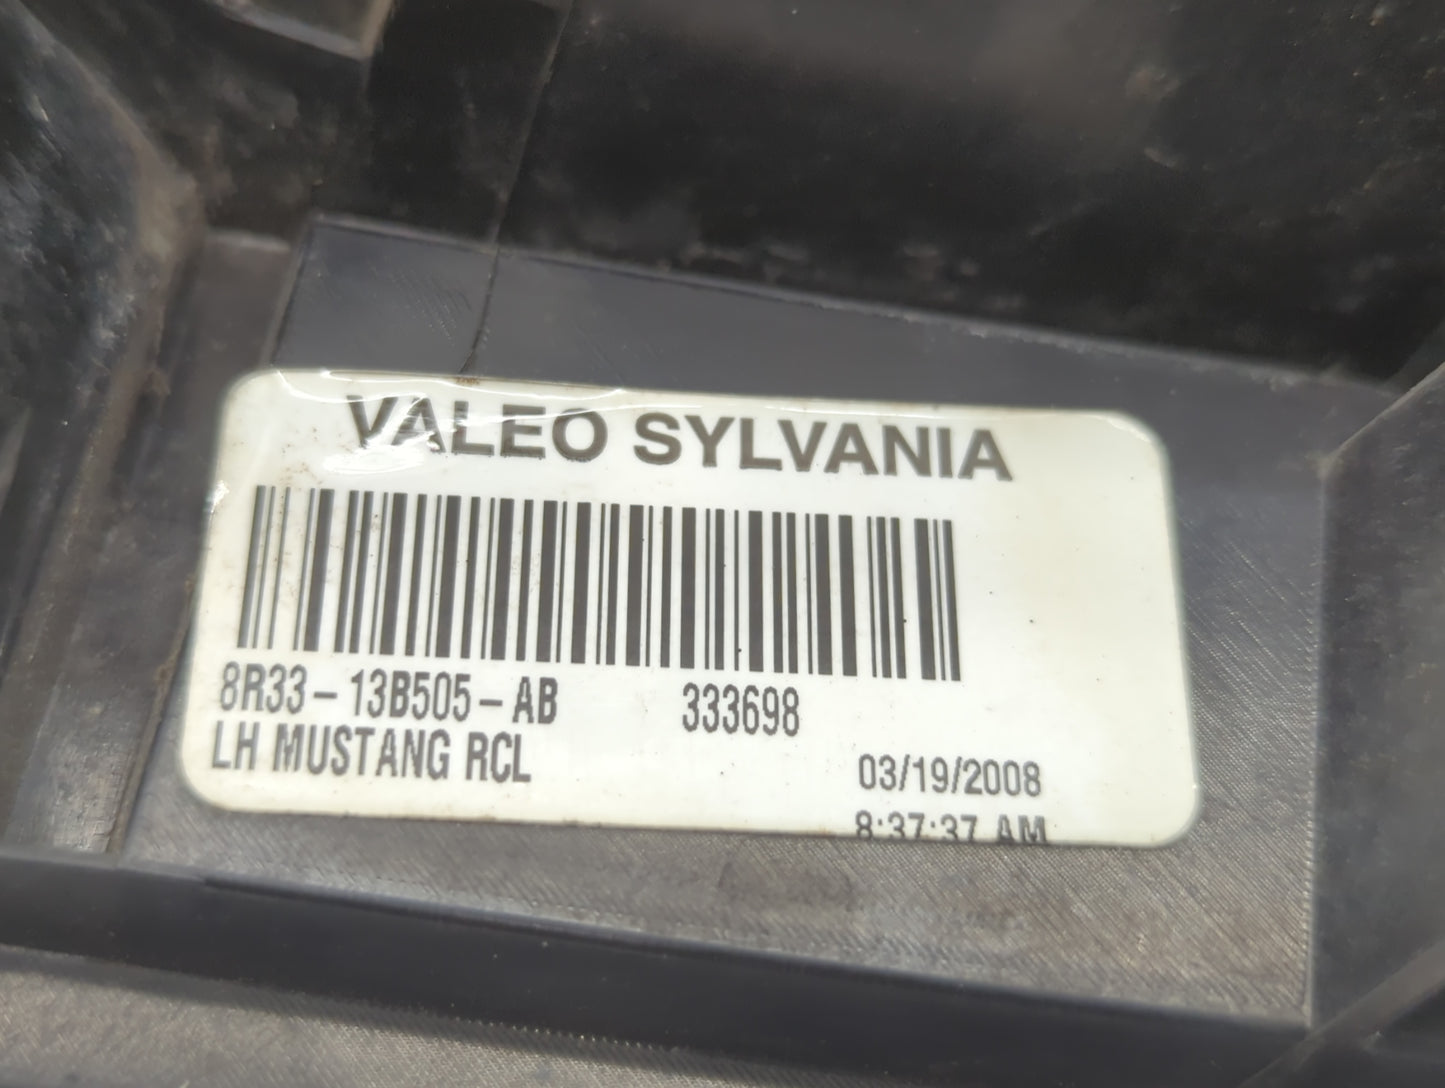 VALEO SYLVANIA
8R33-13B505-AB 333698
LH MUSTANG RCL
03/19/2008
8:37:37 AM